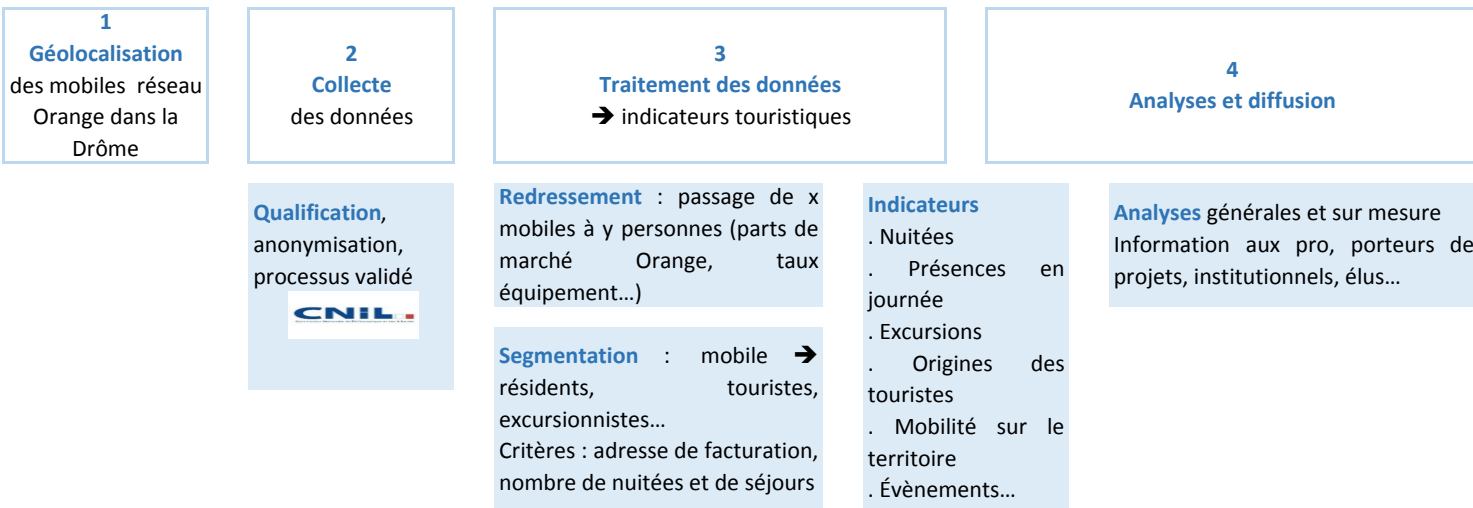 1
Géolocalisation
des mobiles réseau
Orange dans la
Drôme
2
Collecte
des données
3
Traitement des données
➔ indicateurs touristiques
4
Analyses et diffusion
Qualification,
anonymisation,
processus validé
CNIL
Redressement : passage de x
mobiles à y personnes (parts de
marché Orange, taux
équipement…)
Segmentation : mobile ➔
résidents, touristes,
excursionnistes…
Critères : adresse de facturation,
nombre de nuitées et de séjours
Indicateurs
. Nuitées
. Présences en
journée
. Excursions
. Origines des
touristes
. Mobilité sur le
territoire
. Évènements…
Analyses générales et sur mesure
Information aux pro, porteurs de
projets, institutionnels, élus…